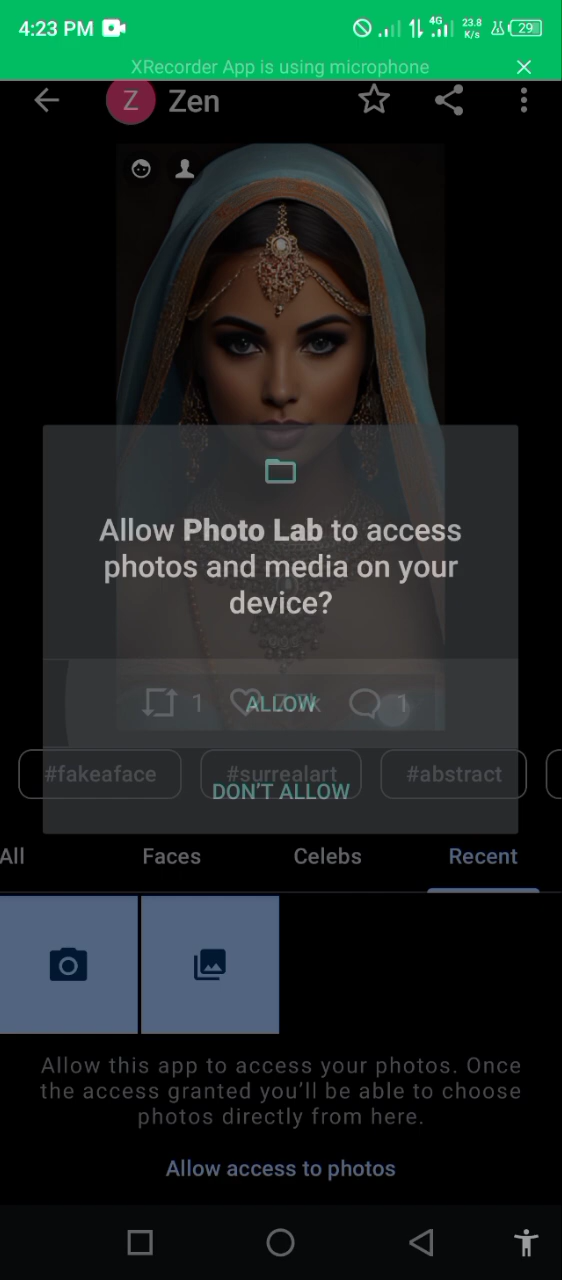 4:23 PM
4G
23.8
K/s
29
XRecorder App is using microphone
Z Zen
Allow Photo Lab to access
photos and media on your
device?
1
1
ALLOW
#fakeaface #surrealart #abstract
DON'T ALLOW
All Faces Celebs Recent
Allow this app to access your photos. Once
the access granted you'll be able to choose
photos directly from here.
Allow access to photos